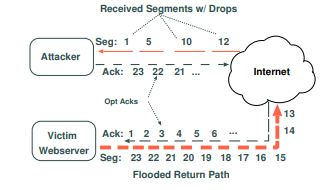 Received Segments w/ Drops
Attacker
Seg: 1 5 10 12
Ack: 23 22 21 ...
Internet
Opt Acks
13
14
Victim
Webserver
Ack: 1 2 3 4 5 6 ...
Seg: 23 22 21 20 19 18 17 16 15
Flooded Return Path